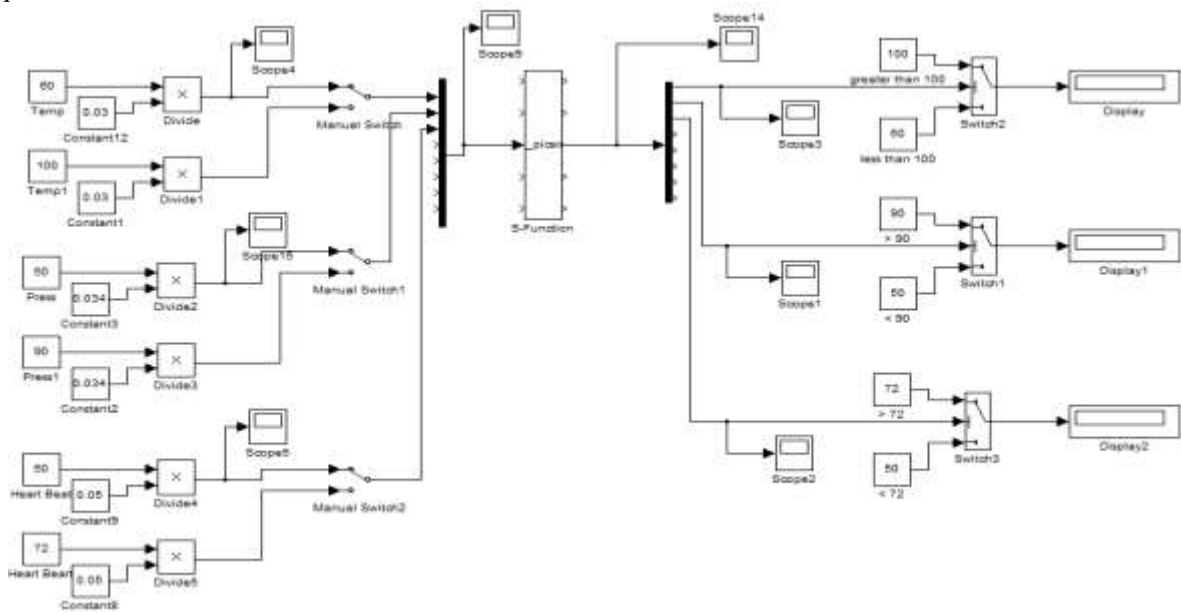 Scope14
Scope9
Scope4
60
Temp
0.03
Constant12
×
Divide
Manual Switch
100
Temp1
0.03
Constant1
×
Divide1
Scope15
50
Press
0.034
Constant3
×
Divide2
Manual Switch1
90
Press1
0.034
Constant2
×
Divide3
Scope5
50
Heart Beat
0.05
Constant9
×
Divide4
Manual Switch2
72
Heart Beart
0.05
Constant8
×
Divide5
S-Function
Scope3
100
greater than 100
60
less than 100
Switch2
Display
Scope1
90
> 90
50
< 90
Switch1
Display1
Scope2
72
> 72
50
< 72
Switch3
Display2